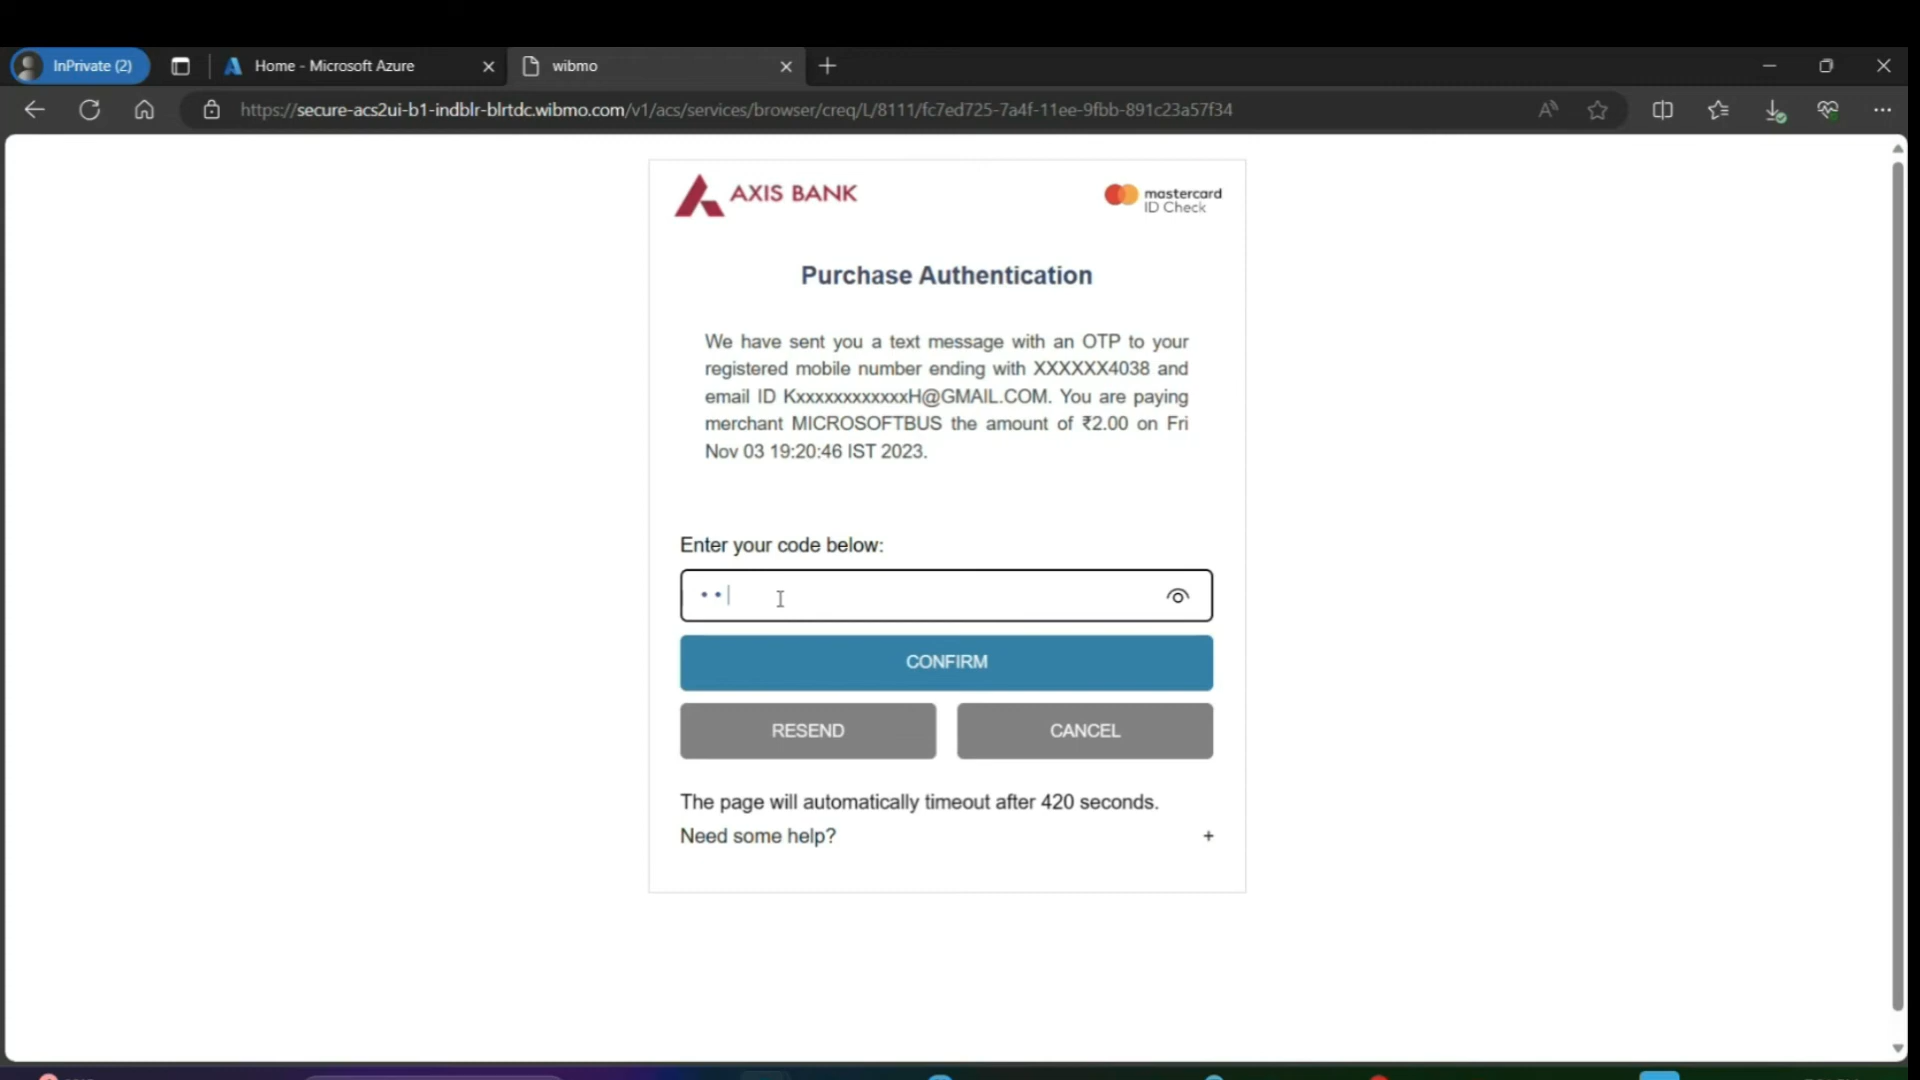 InPrivate (2)
Home - Microsoft Azure
wibmo
https://secure-acs2ui-b1-indblr-blrtdc.wibmo.com/v1/acs/services/browser/creq/L/8111/fc7ed725-7a4f-11ee-9fbb-891c23a57f34
AXIS BANK
mastercard
ID Check
Purchase Authentication
We have sent you a text message with an OTP to your
registered mobile number ending with XXXXXX4038 and
email ID KxxxxxxxxxxxxH@GMAIL.COM. You are paying
merchant MICROSOFTBUS the amount of ₹2.00 on Fri
Nov 03 19:20:46 IST 2023.
Enter your code below:
CONFIRM
RESEND
CANCEL
The page will automatically timeout after 420 seconds.
Need some help?
+